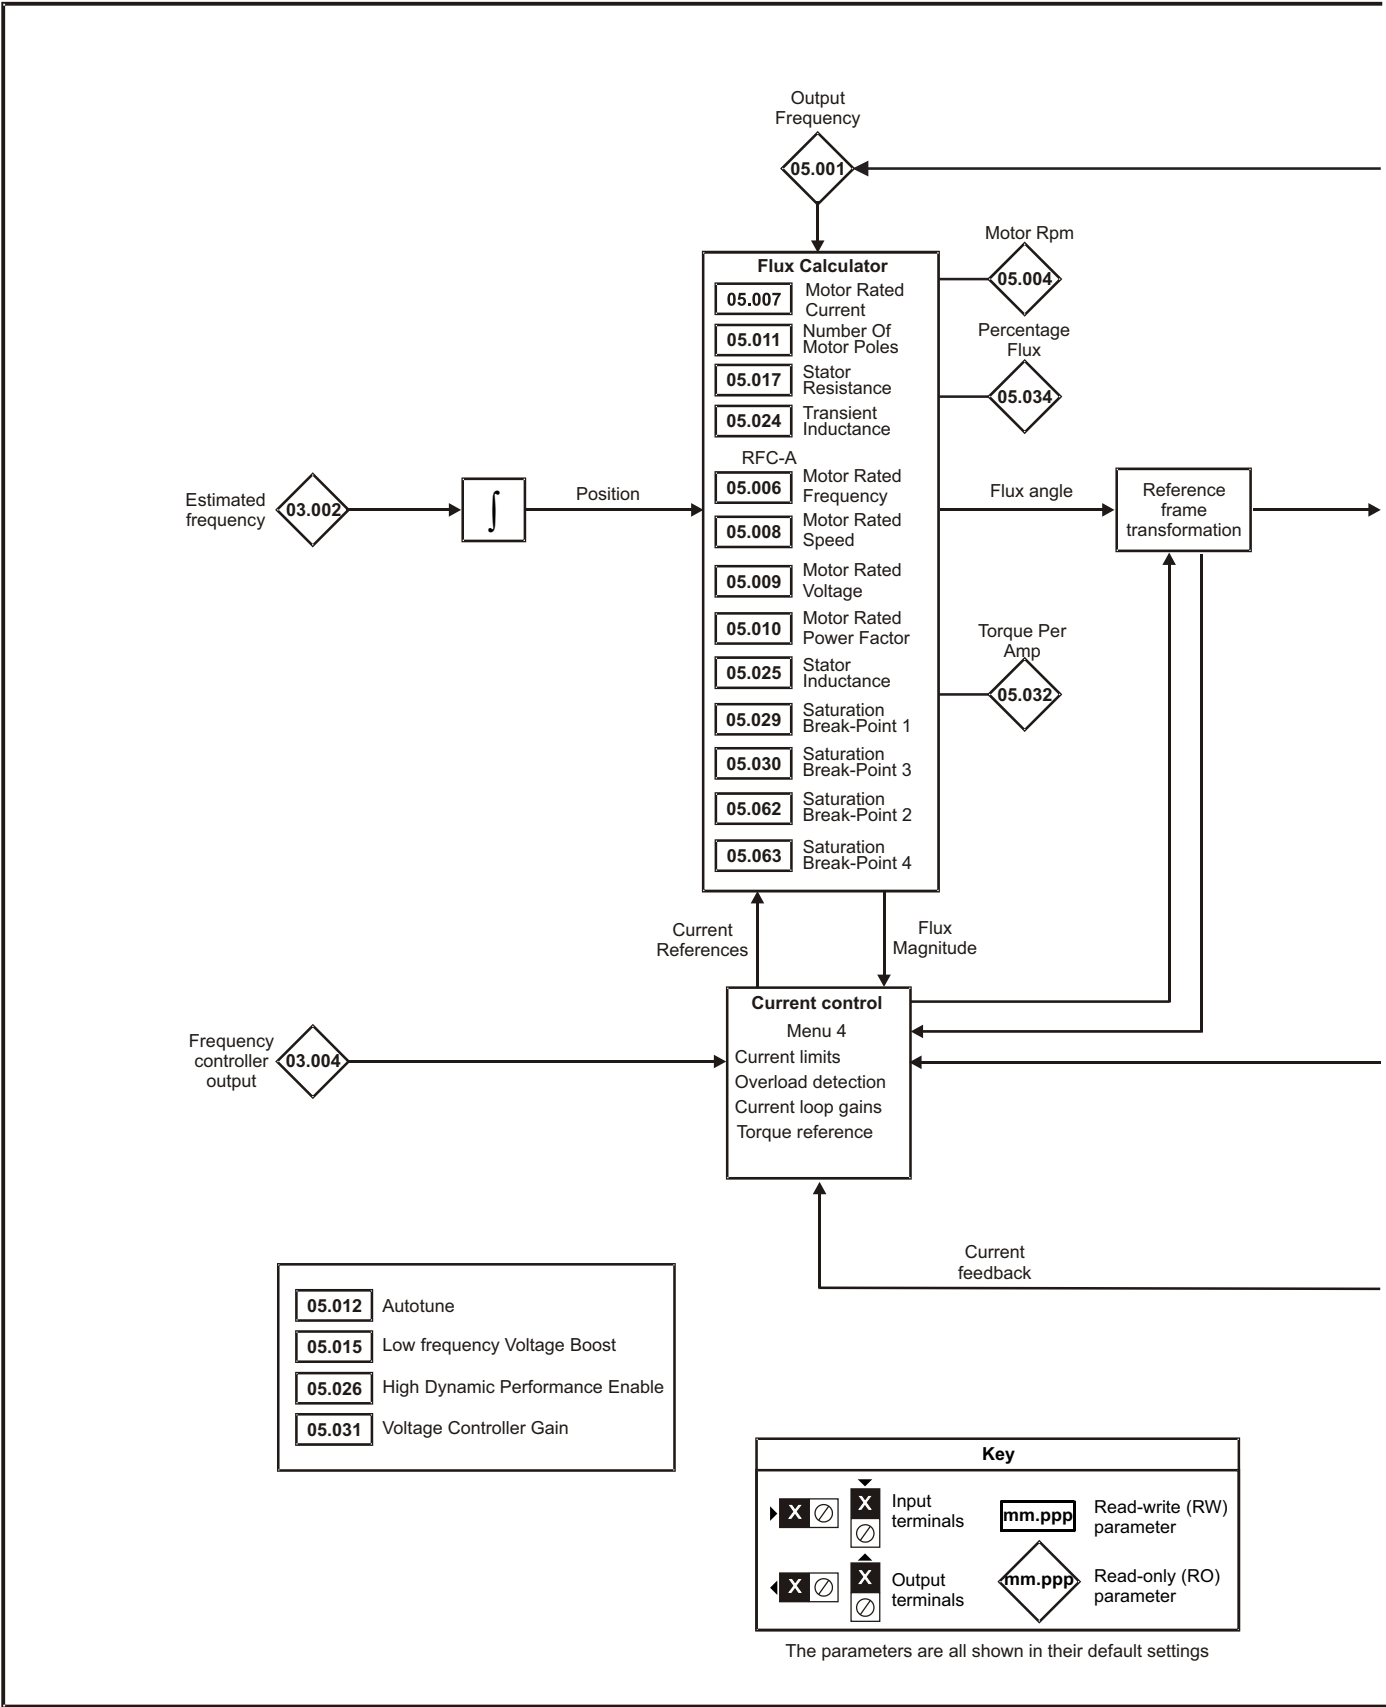 Output
Frequency
05.001
Motor Rpm
05.004
Percentage
Flux
05.034
Flux Calculator
05.007 Motor Rated
Current
05.011 Number Of
Motor Poles
05.017 Stator
Resistance
05.024 Transient
Inductance
RFC-A
05.006 Motor Rated
Frequency
05.008 Motor Rated
Speed
05.009 Motor Rated
Voltage
05.010 Motor Rated
Power Factor
05.025 Stator
Inductance
05.029 Saturation
Break-Point 1
05.030 Saturation
Break-Point 3
05.062 Saturation
Break-Point 2
05.063 Saturation
Break-Point 4
Estimated
frequency
03.002
∫
Position
Flux angle
Reference
frame
transformation
Torque Per
Amp
05.032
Current
References
Flux
Magnitude
Frequency
controller
output
03.004
Current control
Menu 4
Current limits
Overload detection
Current loop gains
Torque reference
Current
feedback
05.012 Autotune
05.015 Low frequency Voltage Boost
05.026 High Dynamic Performance Enable
05.031 Voltage Controller Gain
Key
X X Input
terminals
mm.ppp Read-write (RW)
parameter
X X Output
terminals
mm.ppp Read-only (RO)
parameter
The parameters are all shown in their default settings